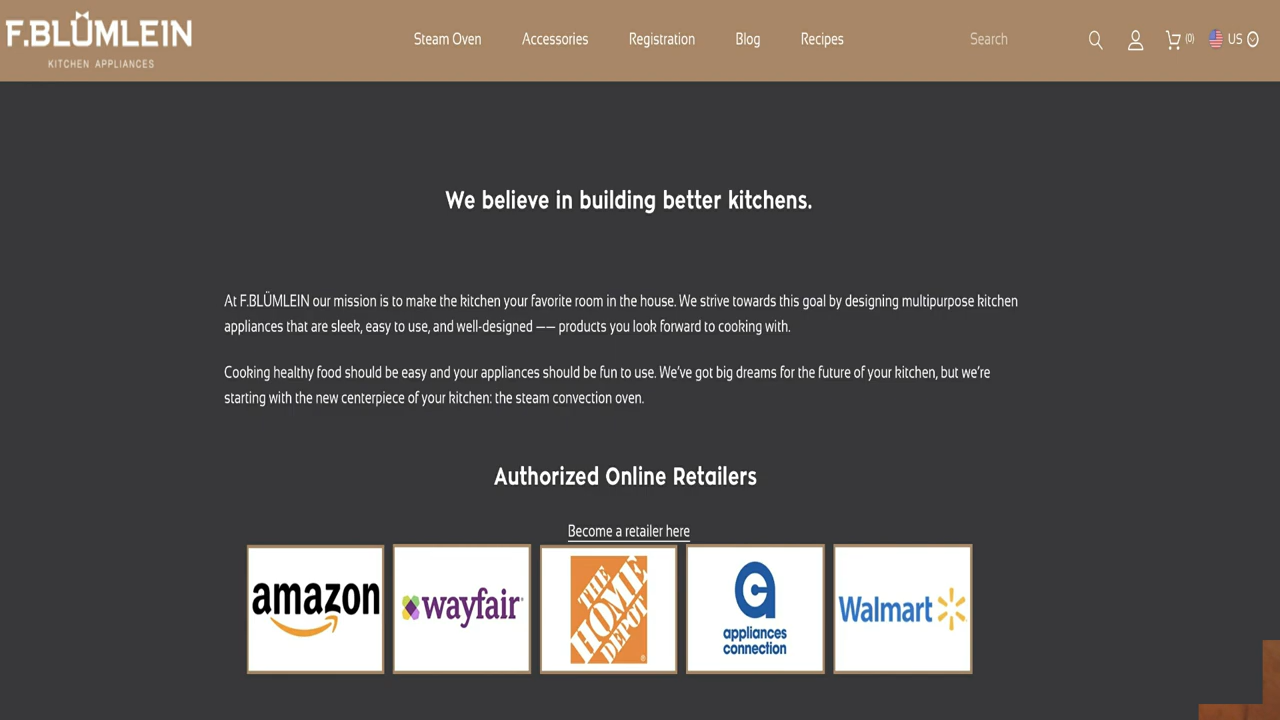 F.BLÜMLEIN
KITCHEN APPLIANCES
Steam Oven Accessories Registration Blog Recipes Search (0) US
We believe in building better kitchens.
At F.BLÜMLEIN our mission is to make the kitchen your favorite room in the house. We strive towards this goal by designing multipurpose kitchen
appliances that are sleek, easy to use, and well-designed —— products you look forward to cooking with.
Cooking healthy food should be easy and your appliances should be fun to use. We've got big dreams for the future of your kitchen, but we're
starting with the new centerpiece of your kitchen: the steam convection oven.
Authorized Online Retailers
Become a retailer here
amazon
wayfair®
THE
HOME
DEPOT
®
a
appliances
connection
Walmart